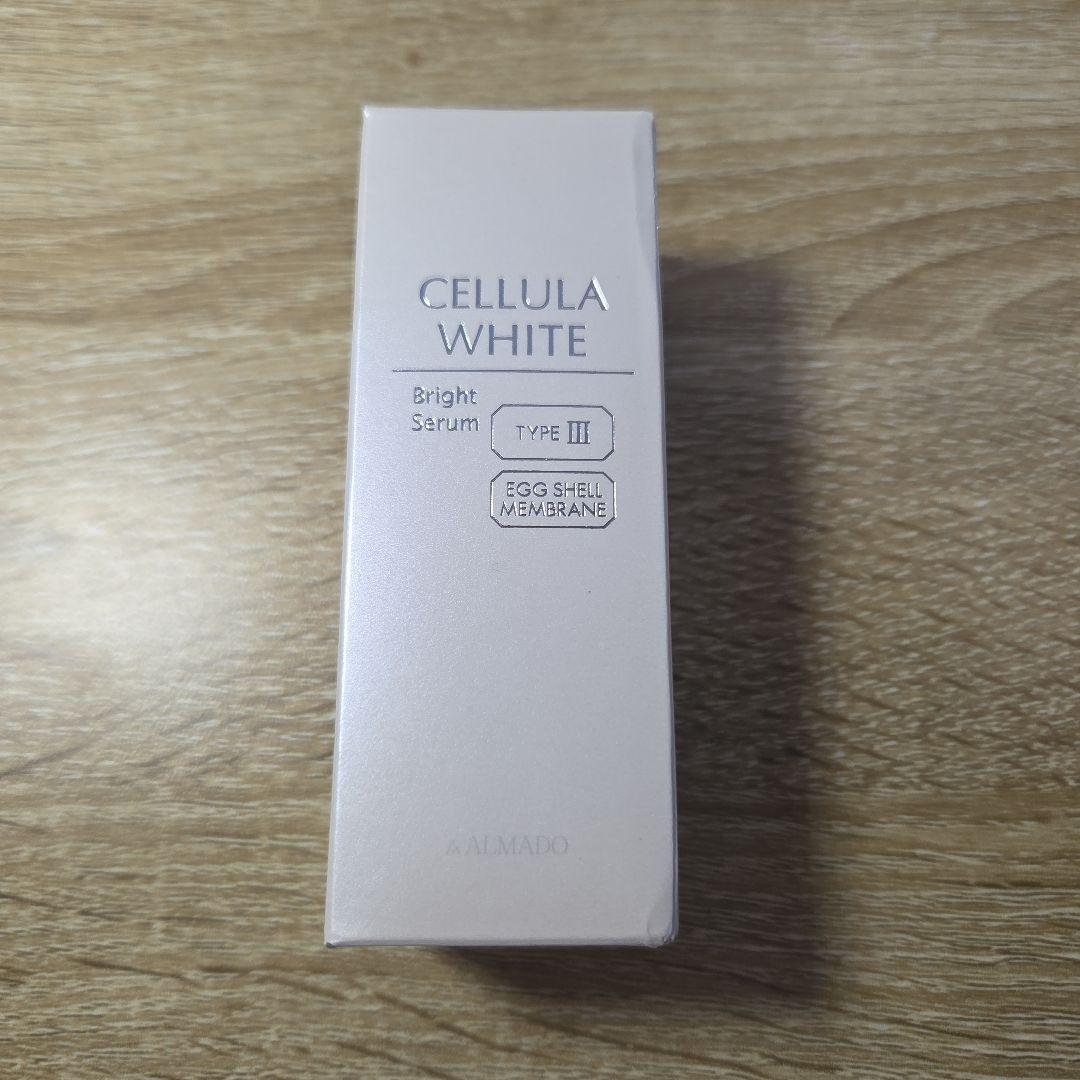 CELLULA
WHITE
Bright
Serum
TYPE III
EGG SHELL
MEMBRANE
ALMADO